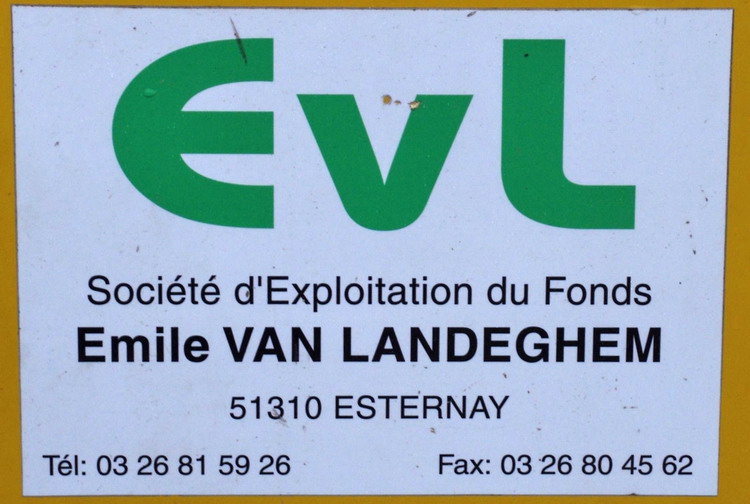 EvL
Société d'Exploitation du Fonds
Emile VAN LANDEGHEM
51310 ESTERNAY
Tél: 03 26 81 59 26 Fax: 03 26 80 45 62